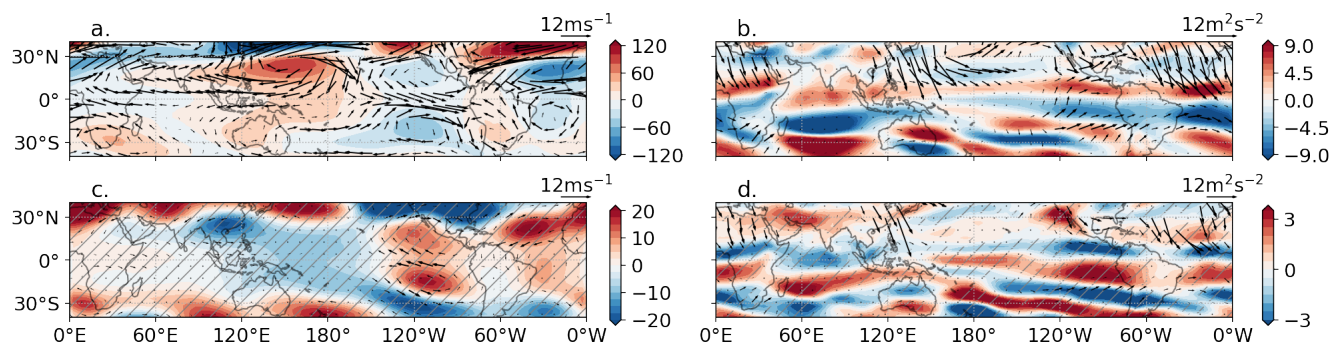 a. 12ms⁻¹
30°N
0°
30°S
120
60
0
−60
−120
b. 12m²s⁻²
9.0
4.5
0.0
−4.5
−9.0
c. 12ms⁻¹
30°N
0°
30°S
0°E 60°E 120°E 180° 120°W 60°W 0°W
20
10
0
−10
−20
d. 12m²s⁻²
0°E 60°E 120°E 180° 120°W 60°W 0°W
3
0
−3